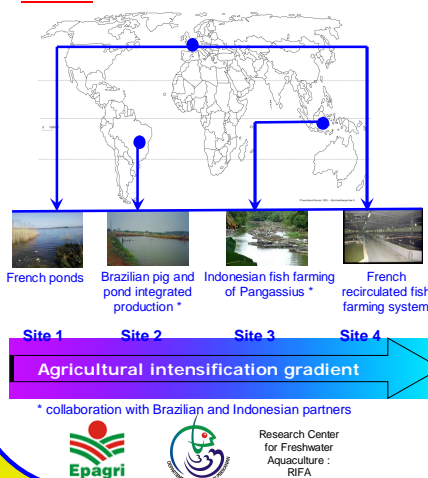 French ponds
Brazilian pig and
pond integrated
production *
Indonesian fish farming
of Pangassius *
French
recirculated fish
farming system
Site 1
Site 2
Site 3
Site 4
Agricultural intensification gradient
* collaboration with Brazilian and Indonesian partners
Epagri
Research Center
for Freshwater
Aquaculture :
RIFA